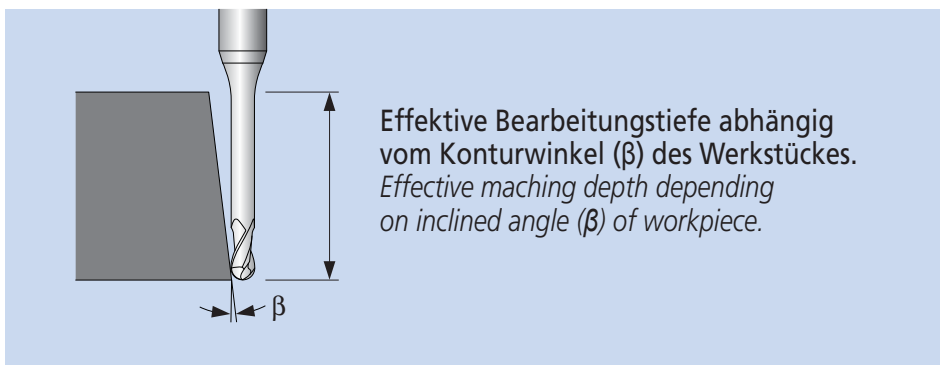 Effektive Bearbeitungstiefe abhängig
vom Konturwinkel (β) des Werkstückes.
Effective maching depth depending
on inclined angle (β) of workpiece.
β